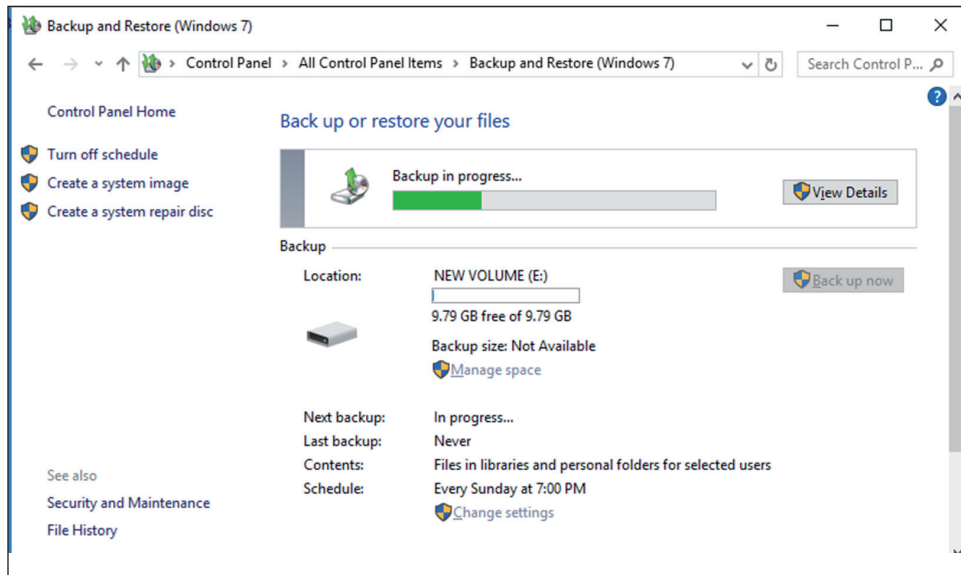 Backup and Restore (Windows 7)
Control Panel > All Control Panel Items > Backup and Restore (Windows 7)
Search Control P...
Control Panel Home
Turn off schedule
Create a system image
Create a system repair disc
See also
Security and Maintenance
File History
Back up or restore your files
Backup in progress...
View Details
Backup
Location:
NEW VOLUME (E:)
Back up now
9.79 GB free of 9.79 GB
Backup size: Not Available
Manage space
Next backup: In progress...
Last backup: Never
Contents: Files in libraries and personal folders for selected users
Schedule: Every Sunday at 7:00 PM
Change settings